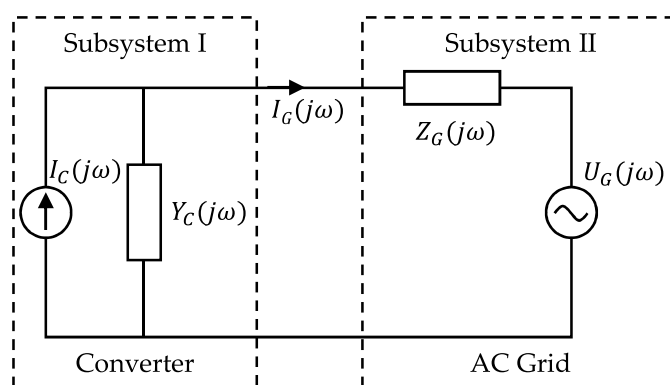 Subsystem I
Subsystem II
I_G(jω)
Z_G(jω)
I_C(jω)
U_G(jω)
Y_C(jω)
Converter
AC Grid